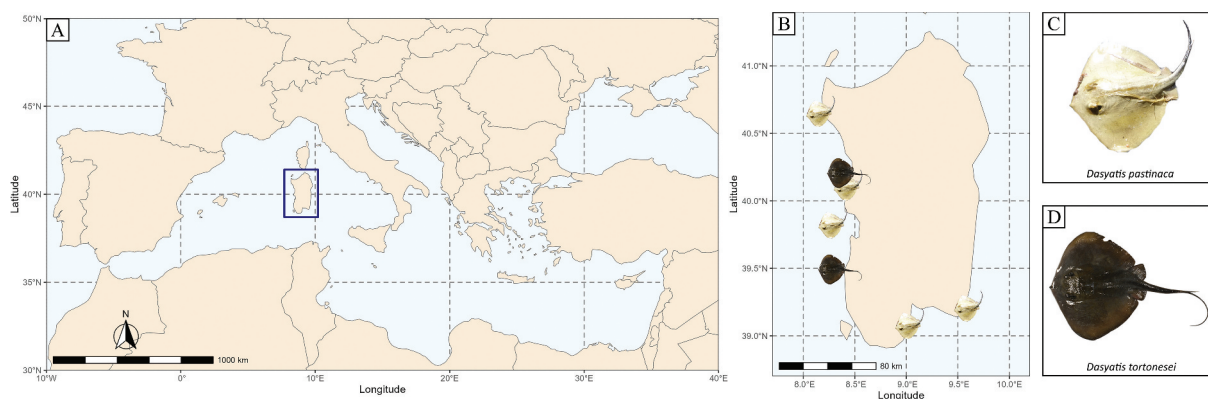 A
50°N
45°N
40°N
35°N
30°N
Latitude
N
1000 km
10°W
0°
10°E
20°E
30°E
40°E
Longitude
B
41.0°N
40.5°N
40.0°N
39.5°N
39.0°N
Latitude
80 km
8.0°E
8.5°E
9.0°E
9.5°E
10.0°E
Longitude
C
Dasyatis pastinaca
D
Dasyatis tortonesei